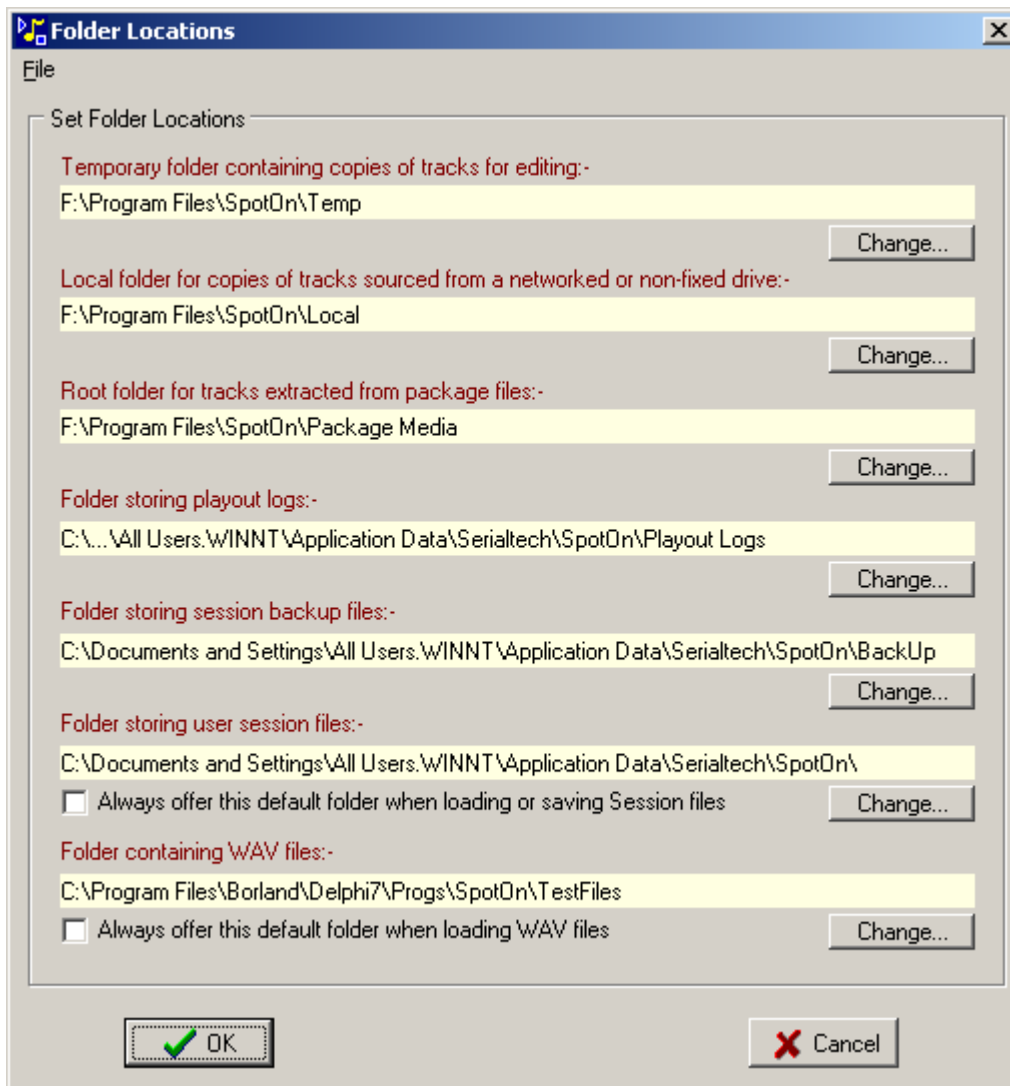 Folder Locations
File
Set Folder Locations
Temporary folder containing copies of tracks for editing:-
F:\Program Files\SpotOn\Temp
Change...
Local folder for copies of tracks sourced from a networked or non-fixed drive:-
F:\Program Files\SpotOn\Local
Change...
Root folder for tracks extracted from package files:-
F:\Program Files\SpotOn\Package Media
Change...
Folder storing playout logs:-
C:\...\All Users.WINNT\Application Data\Serialtech\SpotOn\Playout Logs
Change...
Folder storing session backup files:-
C:\Documents and Settings\All Users.WINNT\Application Data\Serialtech\SpotOn\BackUp
Change...
Folder storing user session files:-
C:\Documents and Settings\All Users.WINNT\Application Data\Serialtech\SpotOn\
Always offer this default folder when loading or saving Session files
Change...
Folder containing WAV files:-
C:\Program Files\Borland\Delphi7\Progs\SpotOn\TestFiles
Always offer this default folder when loading WAV files
Change...
OK
Cancel